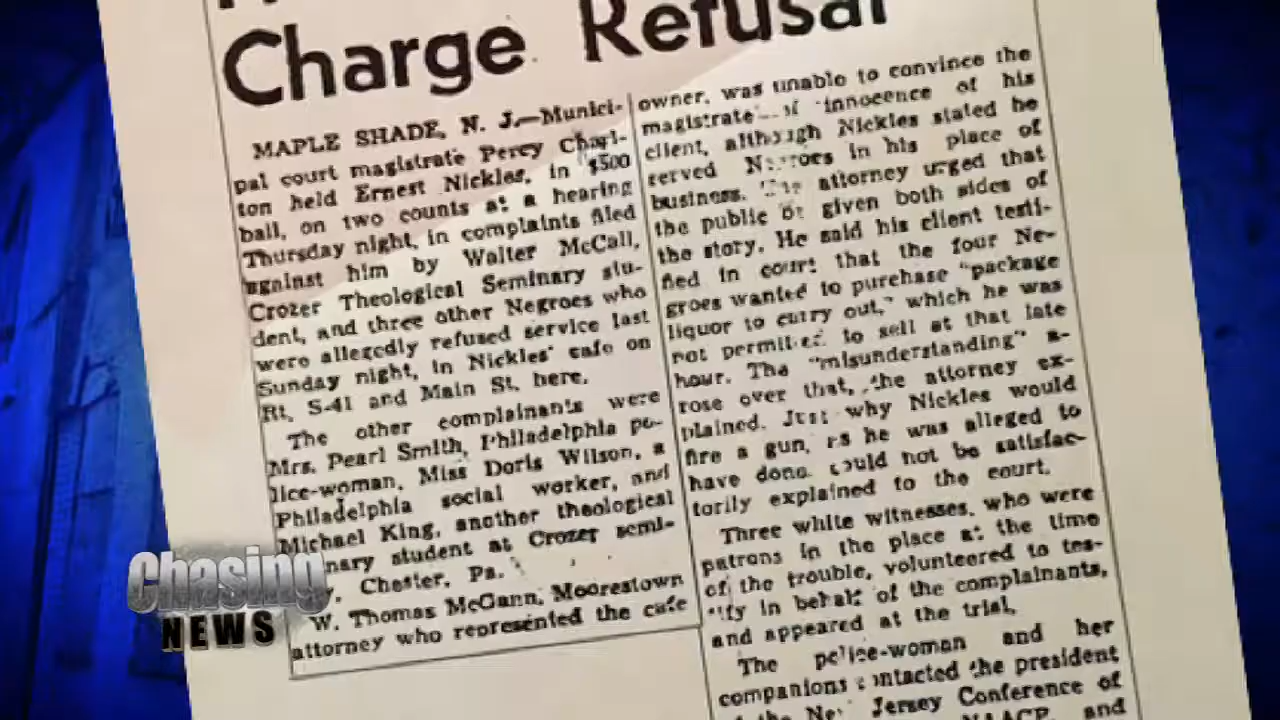 Charge Refusal
MAPLE SHADE, N. J.—Munici-
pal court magistrate Percy Charl-
ton held Ernest Nickles, in $500
ball, on two counts at a hearing
Thursday night, in complaints filed
against him by Walter McCall,
Crozer Theological Seminary stu-
dent, and three other Negroes who
were allegedly refused service last
Sunday night, in Nickles' cafe on
Rt. S-41 and Main St. here.
The other complainants were
Mrs. Pearl Smith, Philadelphia po-
lice-woman, Miss Doris Wilson, a
Philadelphia social worker, and
Michael King, another theological
nary student at Crozer semi-
Chester, Pa.
W. Thomas McGann, Moorestown
attorney who represented the cafe
owner, was unable to convince the
magistrate of innocence of his
client, although Nickles stated he
served Negroes in his place of
business. The attorney urged that
the public be given both sides of
the story. He said his client testi-
fied in court that the four Ne-
groes wanted to purchase "package
liquor to carry out," which he was
not permitted to sell at that late
hour. The "misunderstanding" a-
rose over that, the attorney ex-
plained. Just why Nickles would
fire a gun, as he was alleged to
have done, could not be satisfac-
torily explained to the court.
Three white witnesses, who were
patrons in the place at the time
of the trouble, volunteered to tes-
tify in behalf of the complainants,
and appeared at the trial.
The police-woman and her
companions contacted the president
of the New Jersey Conference of
NAACP, and
Chasing
NEWS